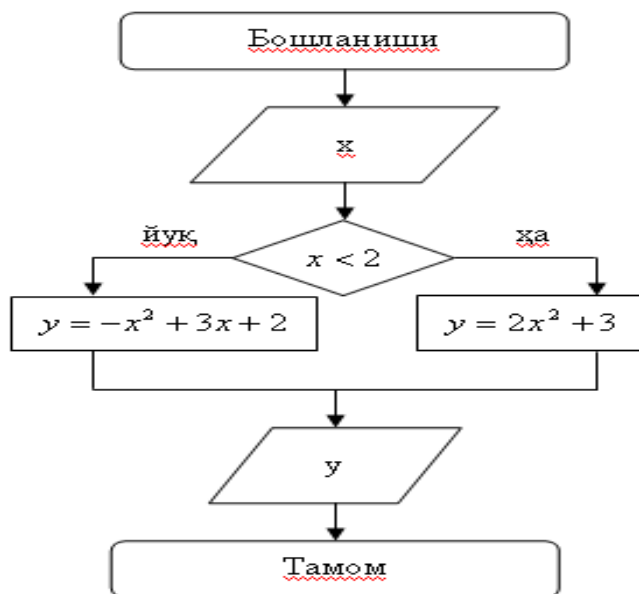 Бошланиши
х
йуқ
ҳа
x < 2
y = −x² + 3x + 2
y = 2x² + 3
у
Тамом